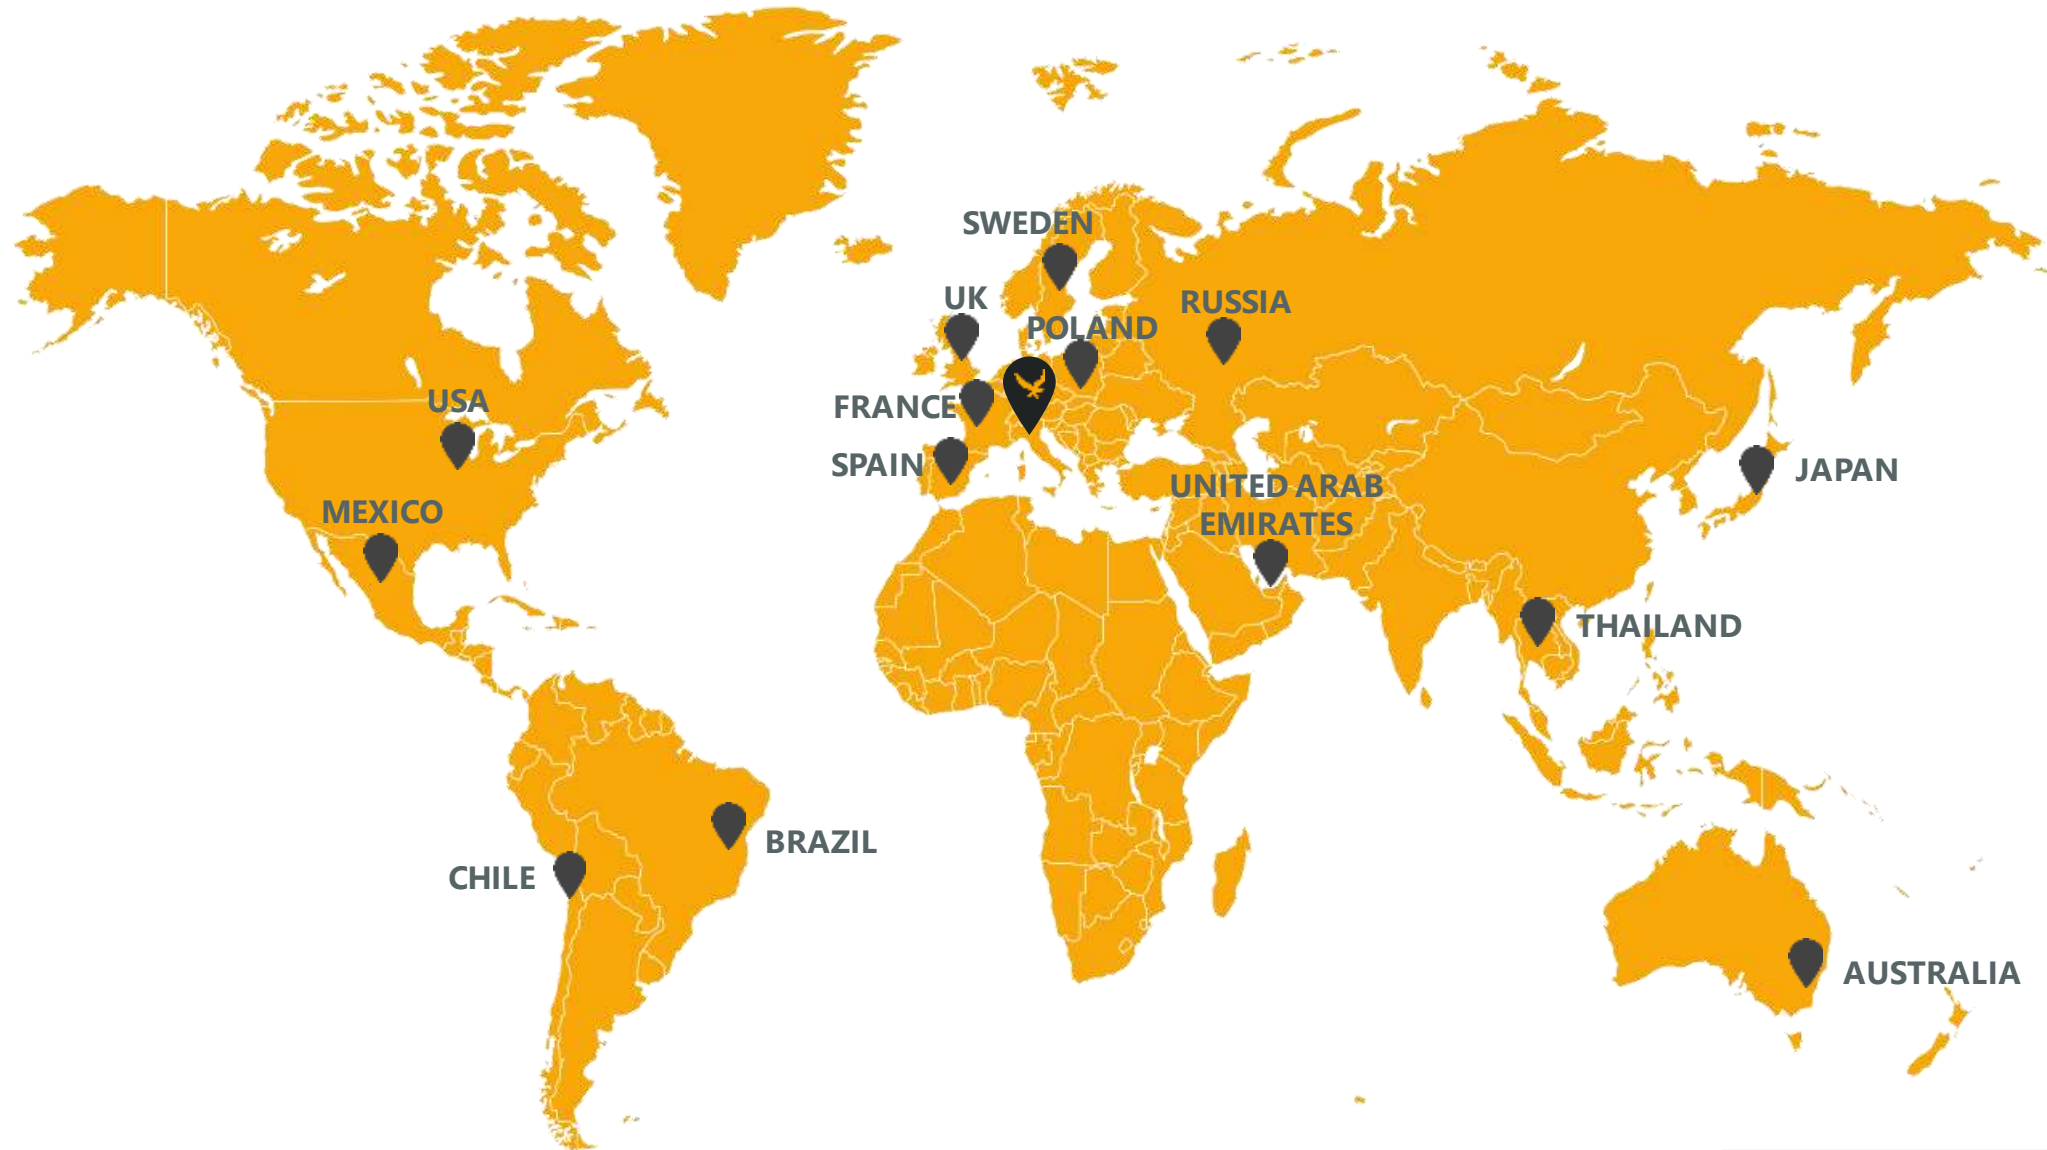 SWEDEN
UK
RUSSIA
POLAND
USA
FRANCE
SPAIN
JAPAN
UNITED ARAB
EMIRATES
MEXICO
THAILAND
BRAZIL
CHILE
AUSTRALIA